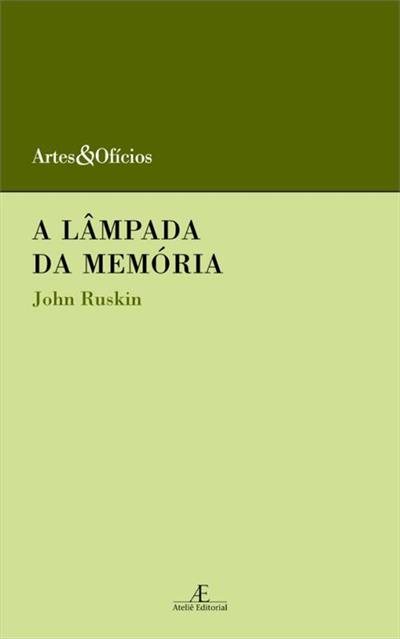 Artes&Ofícios
A LÂMPADA
DA MEMÓRIA
John Ruskin
Æ
Ateliê Editorial